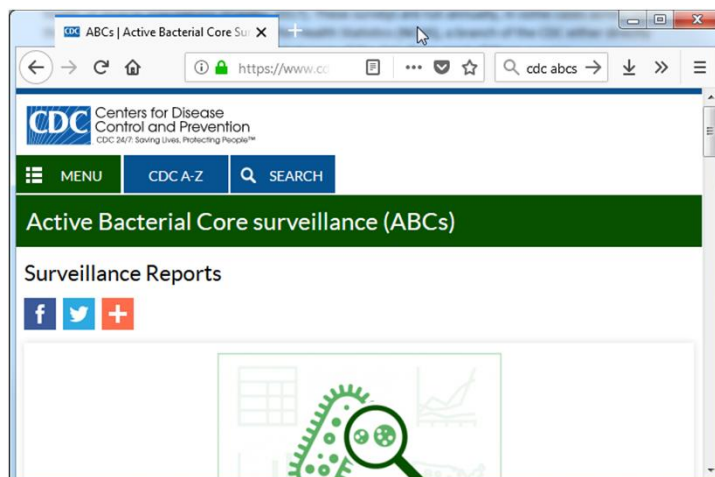 ABCs | Active Bacterial Core Su
https://www.cd
cdc abcs
CDC
Centers for Disease
Control and Prevention
CDC 24/7: Saving Lives, Protecting People™
MENU
CDC A-Z
SEARCH
Active Bacterial Core surveillance (ABCs)
Surveillance Reports